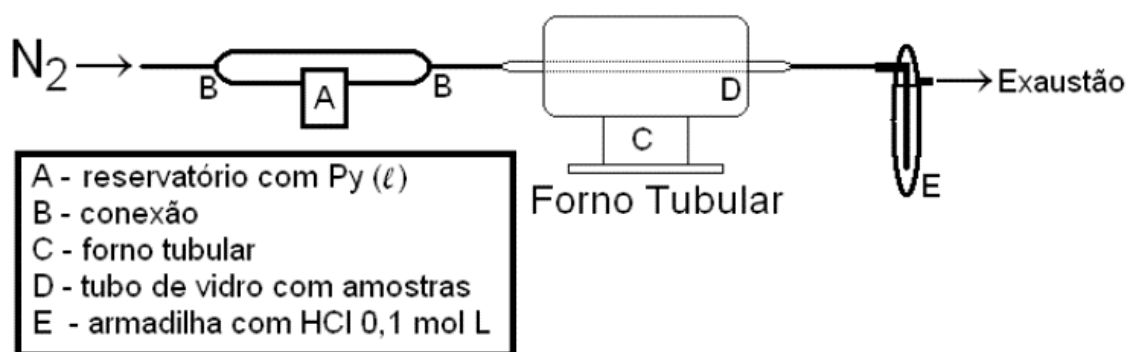 N2
B
A
B
D
C
E
Exaustão
Forno Tubular
A - reservatório com Py (ℓ)
B - conexão
C - forno tubular
D - tubo de vidro com amostras
E - armadilha com HCl 0,1 mol L